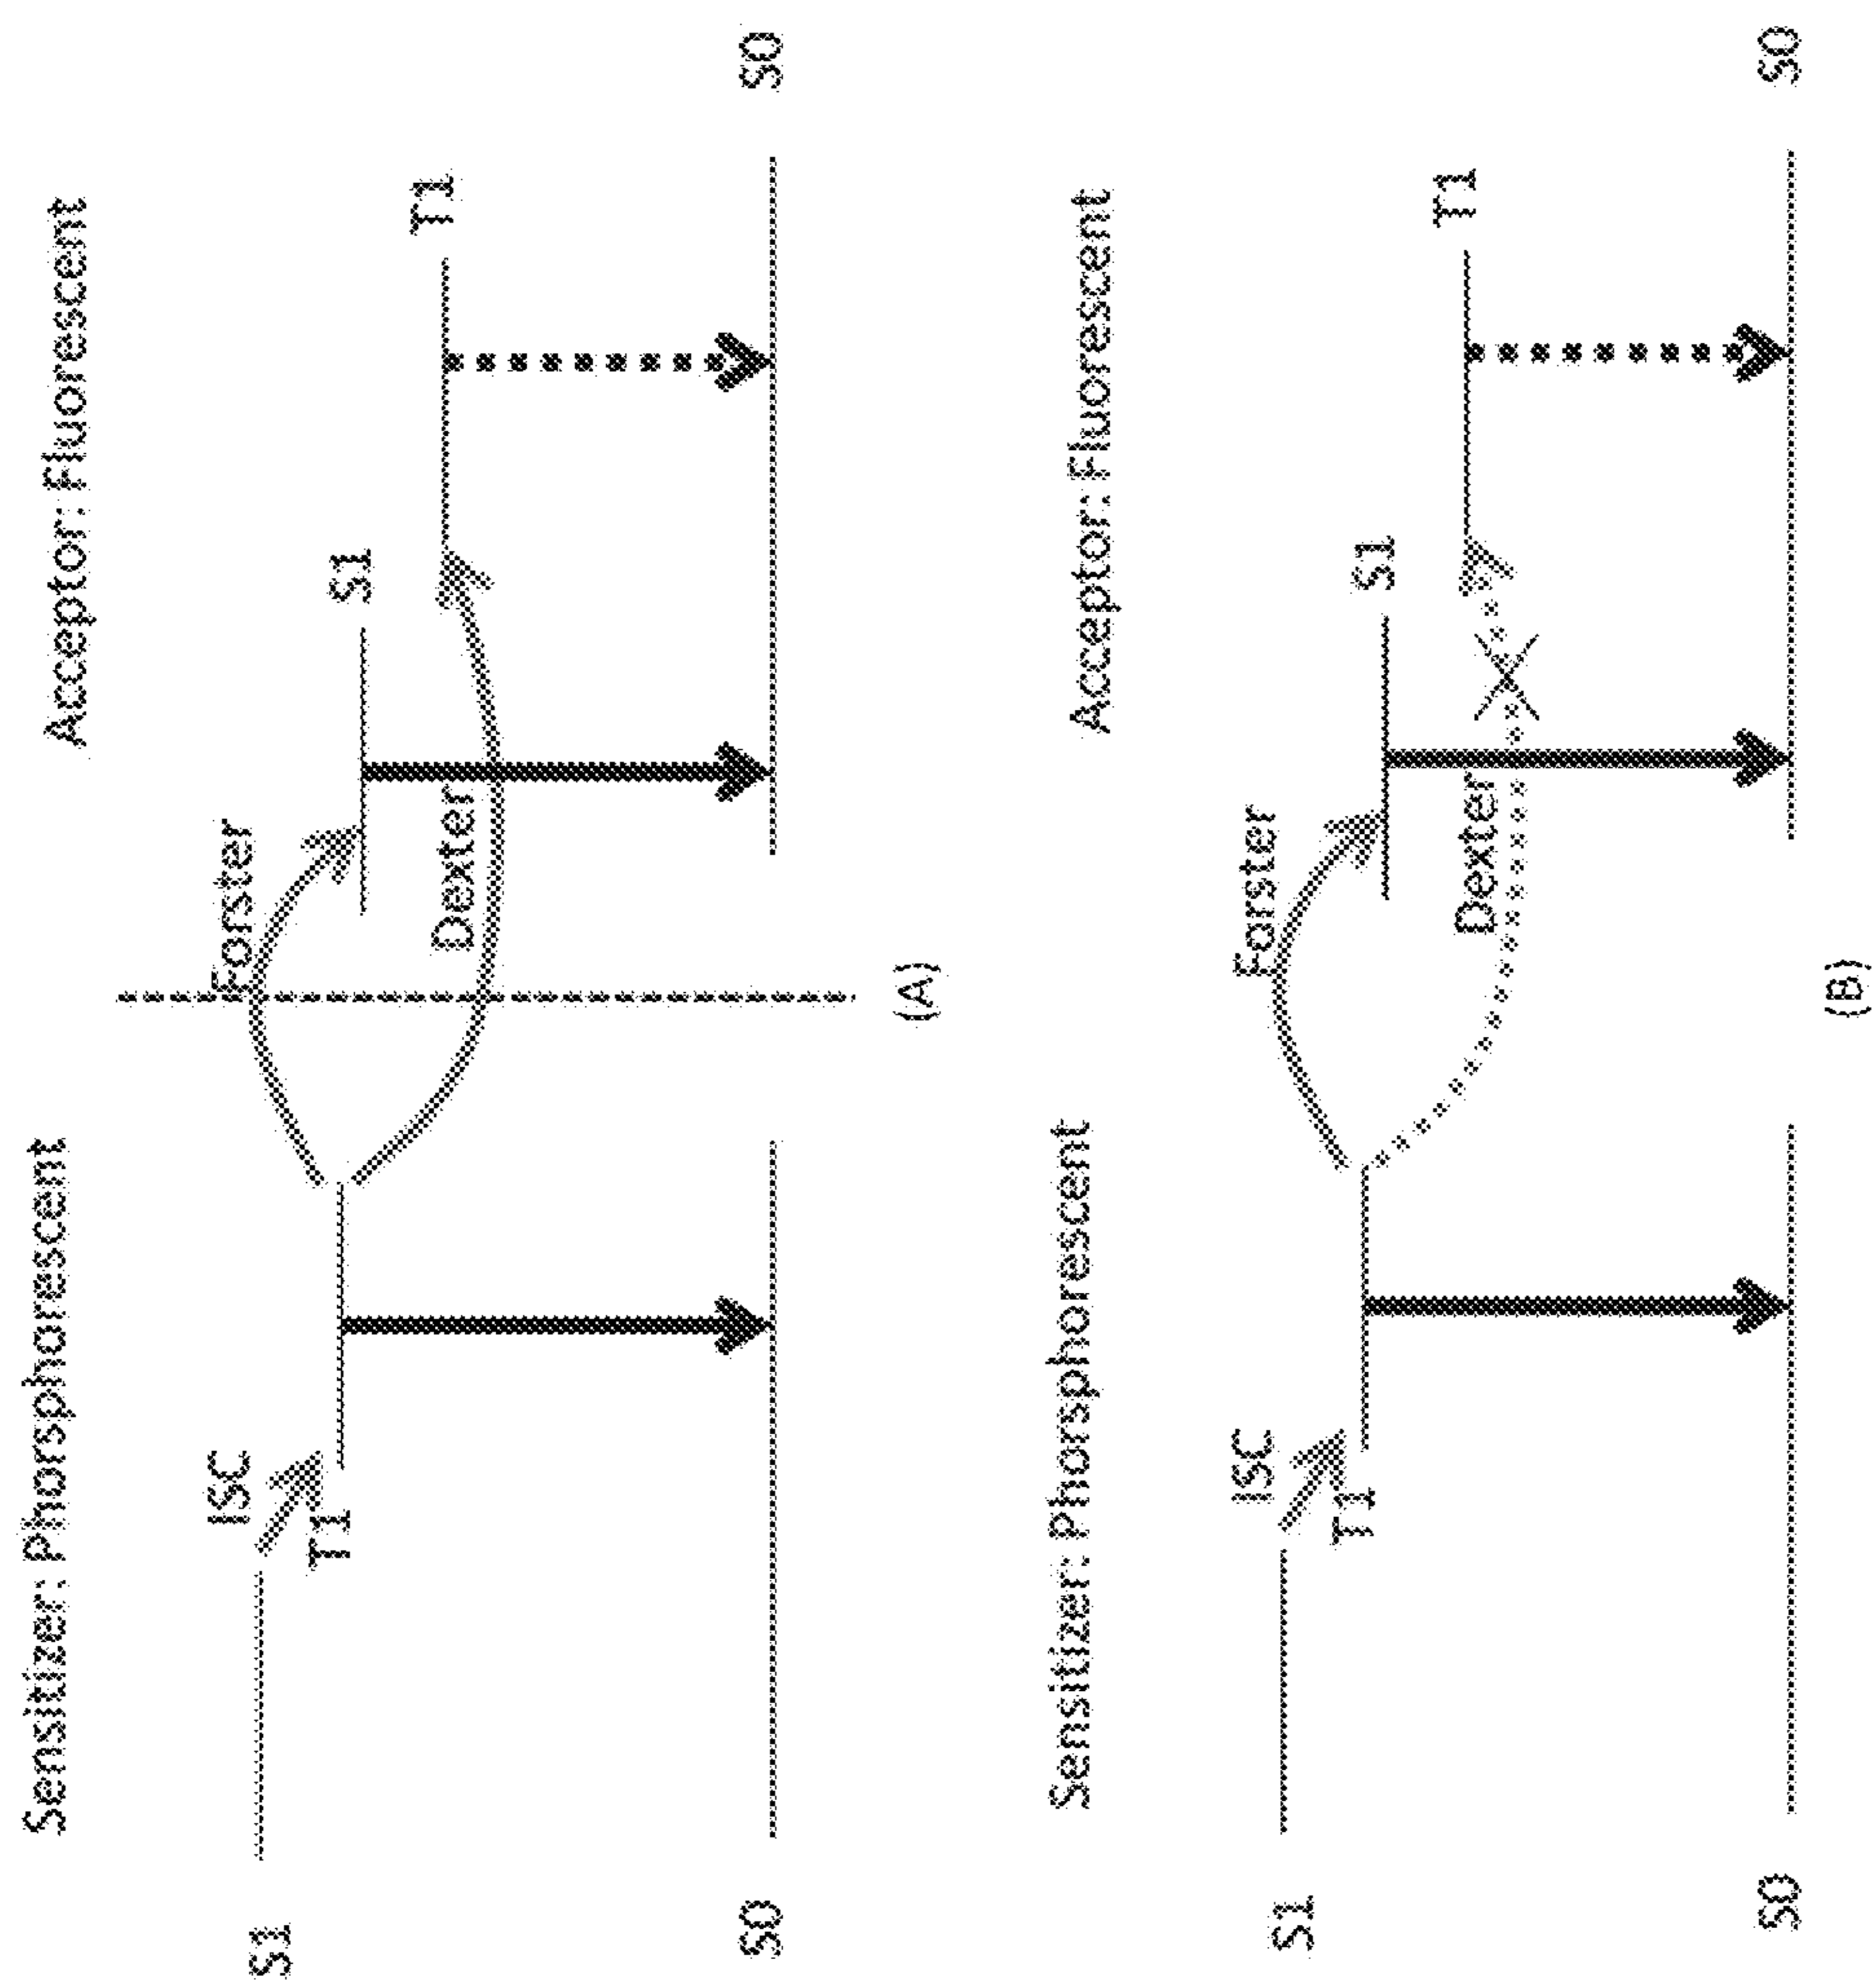 Sensitizer: Phorsphorescent
Acceptor: Fluorescent
S1
ISC
T1
Forster
S1
Dexter
T1
S0
S0
(A)
Sensitizer: Phorsphorescent
Acceptor: Fluorescent
S1
ISC
T1
Forster
S1
Dexter
T1
S0
S0
(B)